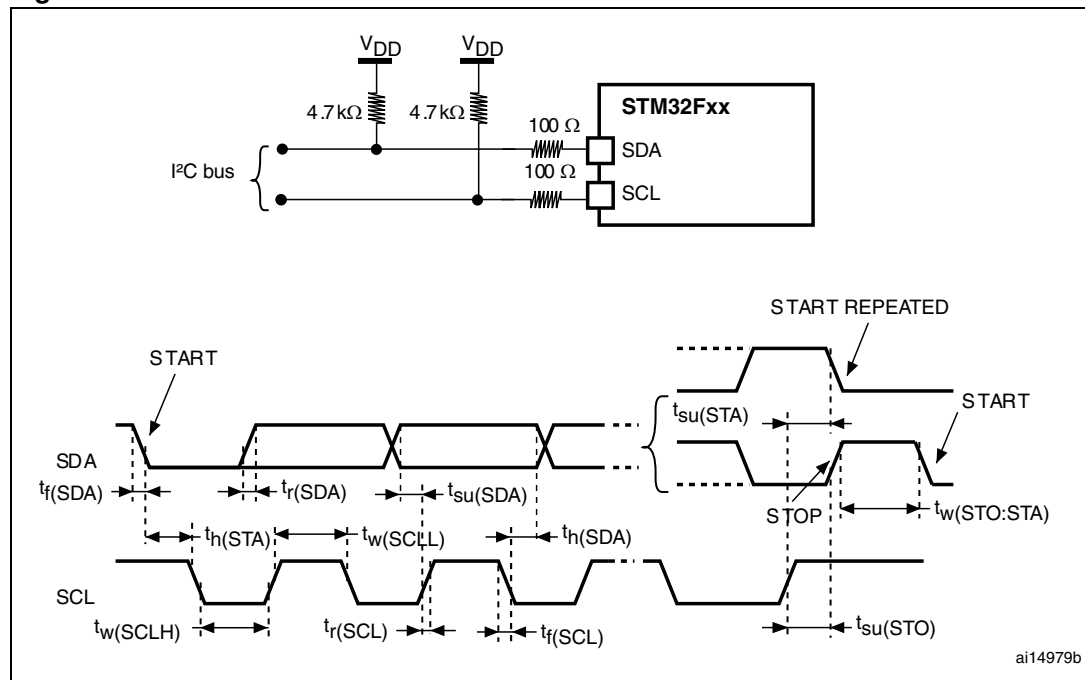 VDD VDD
STM32Fxx
4.7kΩ 4.7kΩ
100 Ω
SDA
I²C bus
100 Ω
SCL
START REPEATED
START
tsu(STA)
START
SDA
tf(SDA)
tr(SDA)
tsu(SDA)
STOP
tw(STO:STA)
th(STA)
tw(SCLL)
th(SDA)
SCL
tw(SCLH)
tr(SCL)
tf(SCL)
tsu(STO)
ai14979b